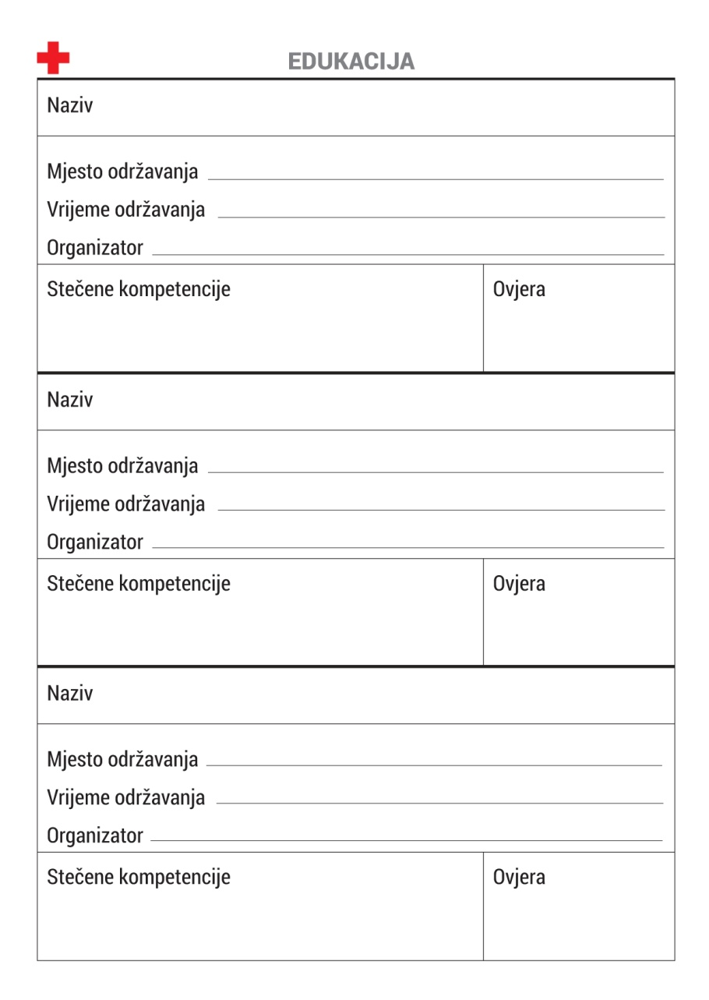 EDUKACIJA
Naziv
Mjesto održavanja
Vrijeme održavanja
Organizator
Stečene kompetencije
Ovjera
Naziv
Mjesto održavanja
Vrijeme održavanja
Organizator
Stečene kompetencije
Ovjera
Naziv
Mjesto održavanja
Vrijeme održavanja
Organizator
Stečene kompetencije
Ovjera